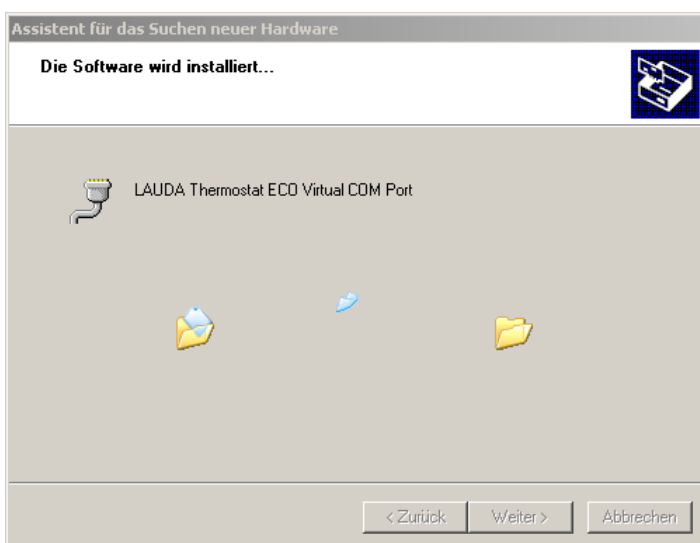 Assistent für das Suchen neuer Hardware
Die Software wird installiert...
LAUDA Thermostat ECO Virtual COM Port
< Zurück
Weiter >
Abbrechen